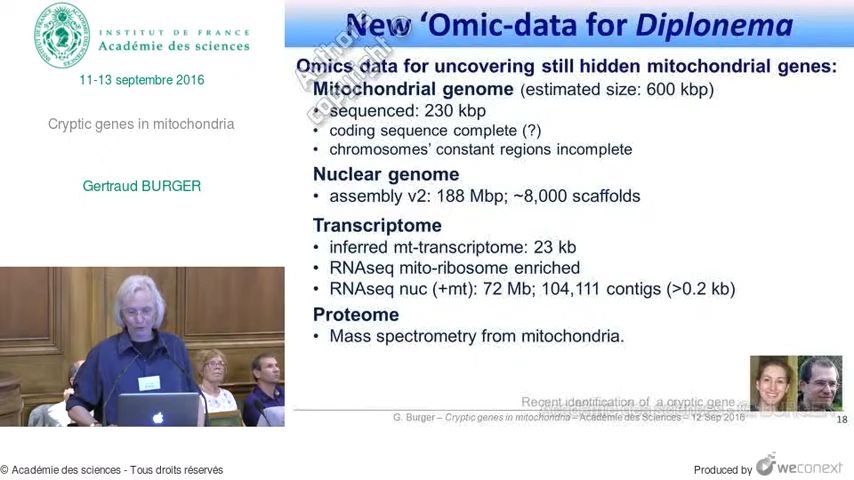 INSTITUT DE FRANCE
Académie des sciences
11-13 septembre 2016
Cryptic genes in mitochondria
Gertraud BURGER
New ‘Omic-data for Diplonema
Author copyright ©
Omics data for uncovering still hidden mitochondrial genes:
Mitochondrial genome (estimated size: 600 kbp)
• sequenced: 230 kbp
• coding sequence complete (?)
• chromosomes’ constant regions incomplete
Nuclear genome
• assembly v2: 188 Mbp; ~8,000 scaffolds
Transcriptome
• inferred mt-transcriptome: 23 kb
• RNAseq mito-ribosome enriched
• RNAseq nuc (+mt): 72 Mb; 104,111 contigs (>0.2 kb)
Proteome
• Mass spectrometry from mitochondria.
Recent identification of a cryptic gene
G. Burger – Cryptic genes in mitochondria – Académie des sciences – 12 Sep 2016
18
© Académie des sciences - Tous droits réservés
Produced by weconext